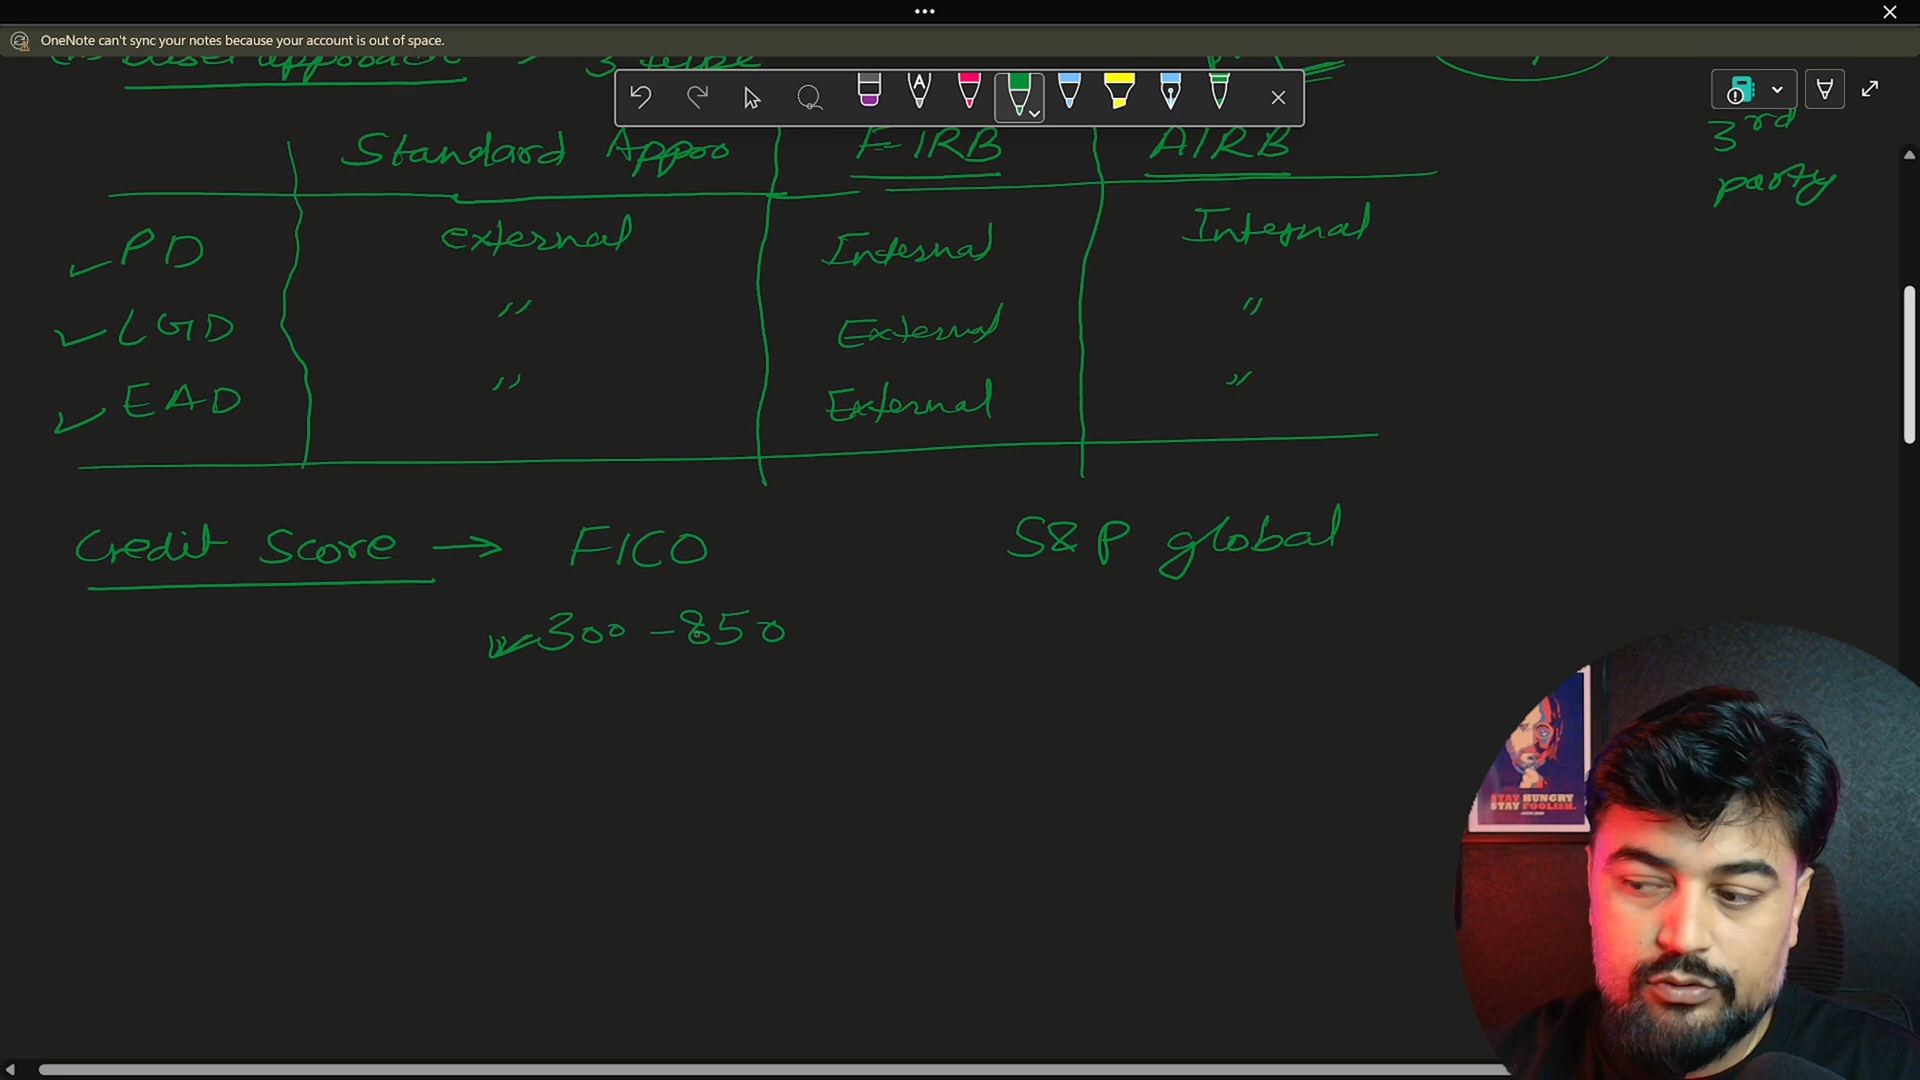 ...
OneNote can't sync your notes because your account is out of space.
3
3rd
party
Standard Appro FIRB AIRB
PD external Internal Internal
LGD " External "
EAD " External "
Credit Score → FICO S&P global
300 - 850
STAY HUNGRY
STAY FOOLISH.